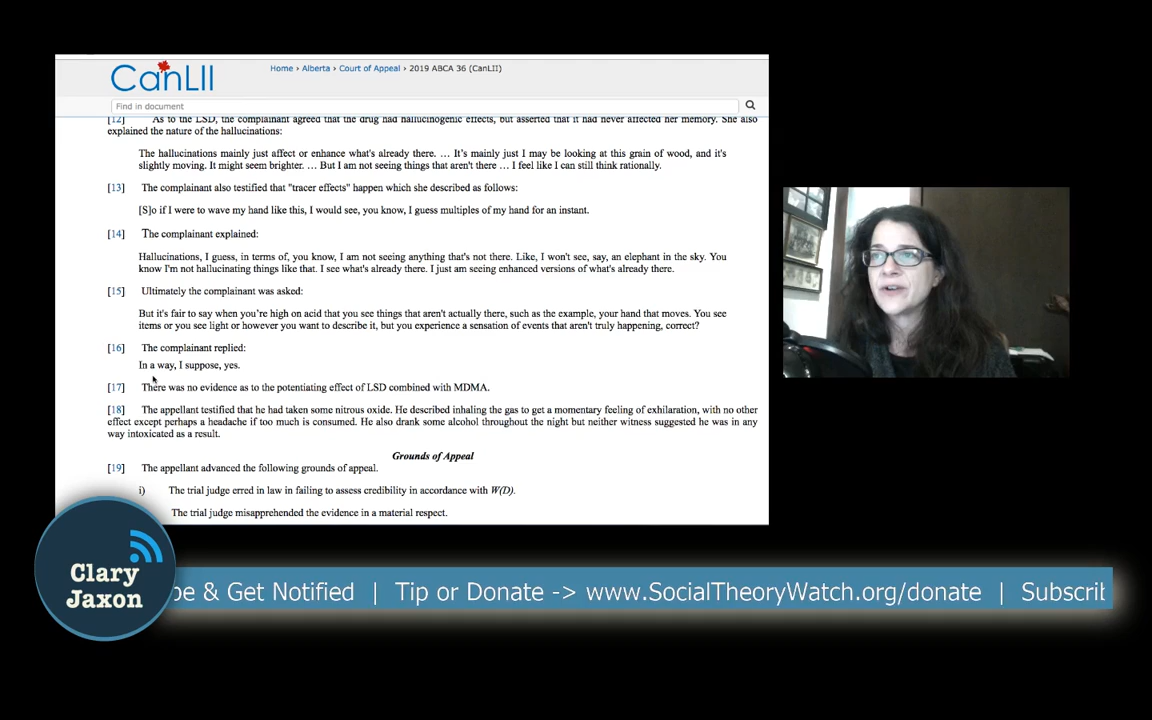 CanLII
Home › Alberta › Court of Appeal › 2019 ABCA 36 (CanLII)
Find in document
[12] As to the LSD, the complainant agreed that the drug had hallucinogenic effects, but asserted that it had never affected her memory. She also
explained the nature of the hallucinations:
The hallucinations mainly just affect or enhance what's already there. … It's mainly just I may be looking at this grain of wood, and it's
slightly moving. It might seem brighter. … But I am not seeing things that aren't there … I feel like I can still think rationally.
[13] The complainant also testified that "tracer effects" happen which she described as follows:
[S]o if I were to wave my hand like this, I would see, you know, I guess multiples of my hand for an instant.
[14] The complainant explained:
Hallucinations, I guess, in terms of, you know, I am not seeing anything that's not there. Like, I won't see, say, an elephant in the sky. You
know I'm not hallucinating things like that. I see what's already there. I just am seeing enhanced versions of what's already there.
[15] Ultimately the complainant was asked:
But it's fair to say when you're high on acid that you see things that aren't actually there, such as the example, your hand that moves. You see
items or you see light or however you want to describe it, but you experience a sensation of events that aren't truly happening, correct?
[16] The complainant replied:
In a way, I suppose, yes.
[17] There was no evidence as to the potentiating effect of LSD combined with MDMA.
[18] The appellant testified that he had taken some nitrous oxide. He described inhaling the gas to get a momentary feeling of exhilaration, with no other
effect except perhaps a headache if too much is consumed. He also drank some alcohol throughout the night but neither witness suggested he was in any
way intoxicated as a result.
Grounds of Appeal
[19] The appellant advanced the following grounds of appeal.
i) The trial judge erred in law in failing to assess credibility in accordance with W(D).
The trial judge misapprehended the evidence in a material respect.
Clary
Jaxon
be & Get Notified | Tip or Donate -> www.SocialTheoryWatch.org/donate | Subscrib